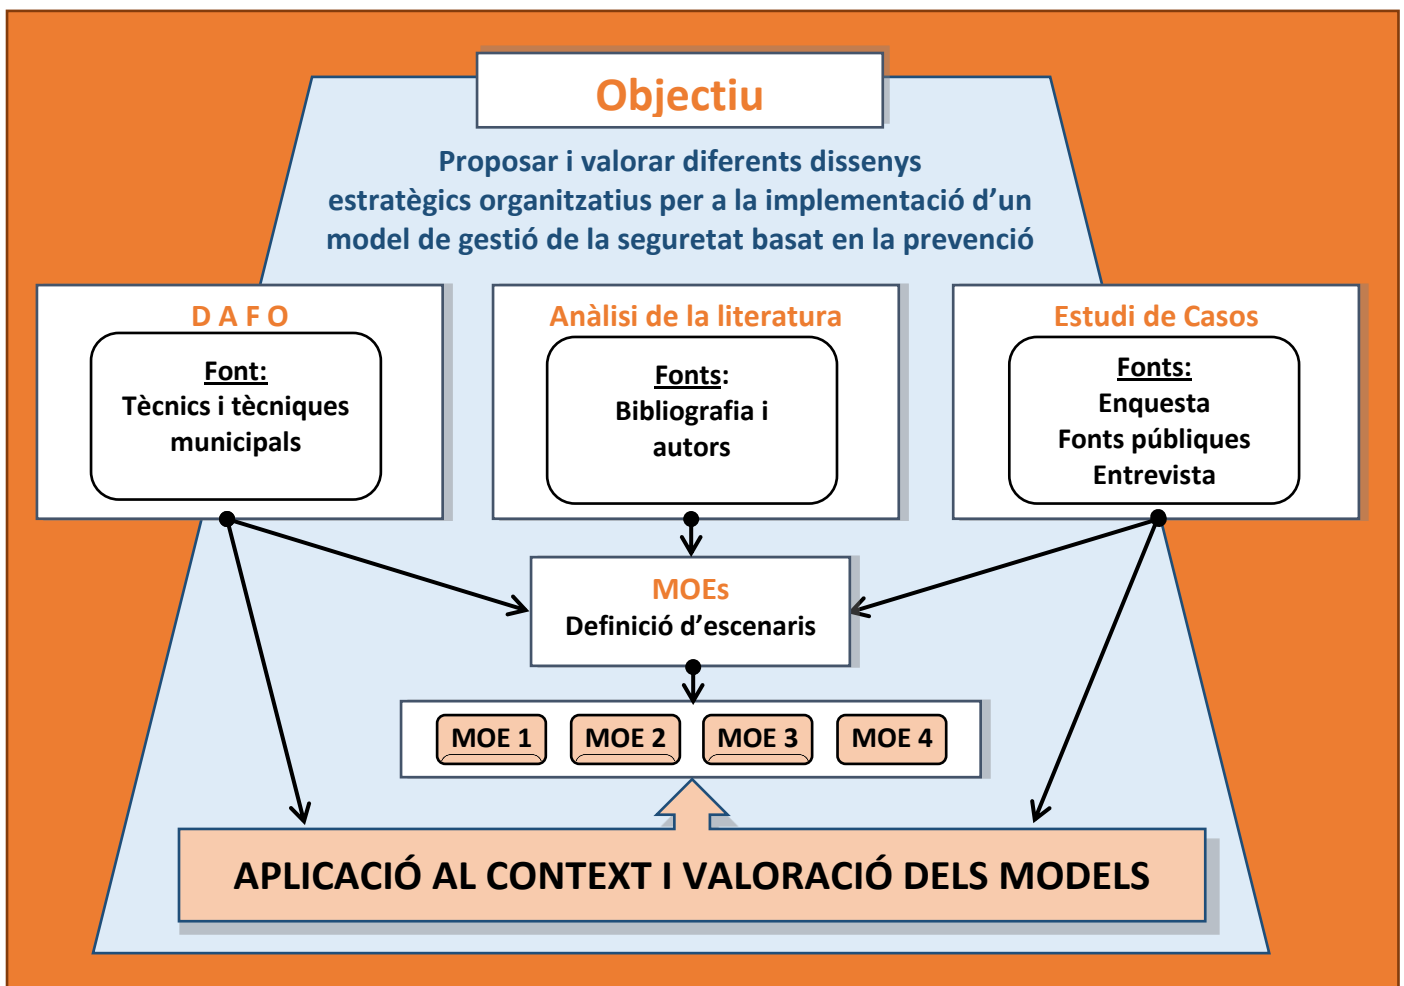 Objectiu
Proposar i valorar diferents dissenys
estratègics organitzatius per a la implementació d’un
model de gestió de la seguretat basat en la prevenció
D A F O
Font:
Tècnics i tècniques
municipals
Anàlisi de la literatura
Fonts:
Bibliografia i
autors
Estudi de Casos
Fonts:
Enquesta
Fonts públiques
Entrevista
MOEs
Definició d’escenaris
MOE 1
MOE 2
MOE 3
MOE 4
APLICACIÓ AL CONTEXT I VALORACIÓ DELS MODELS